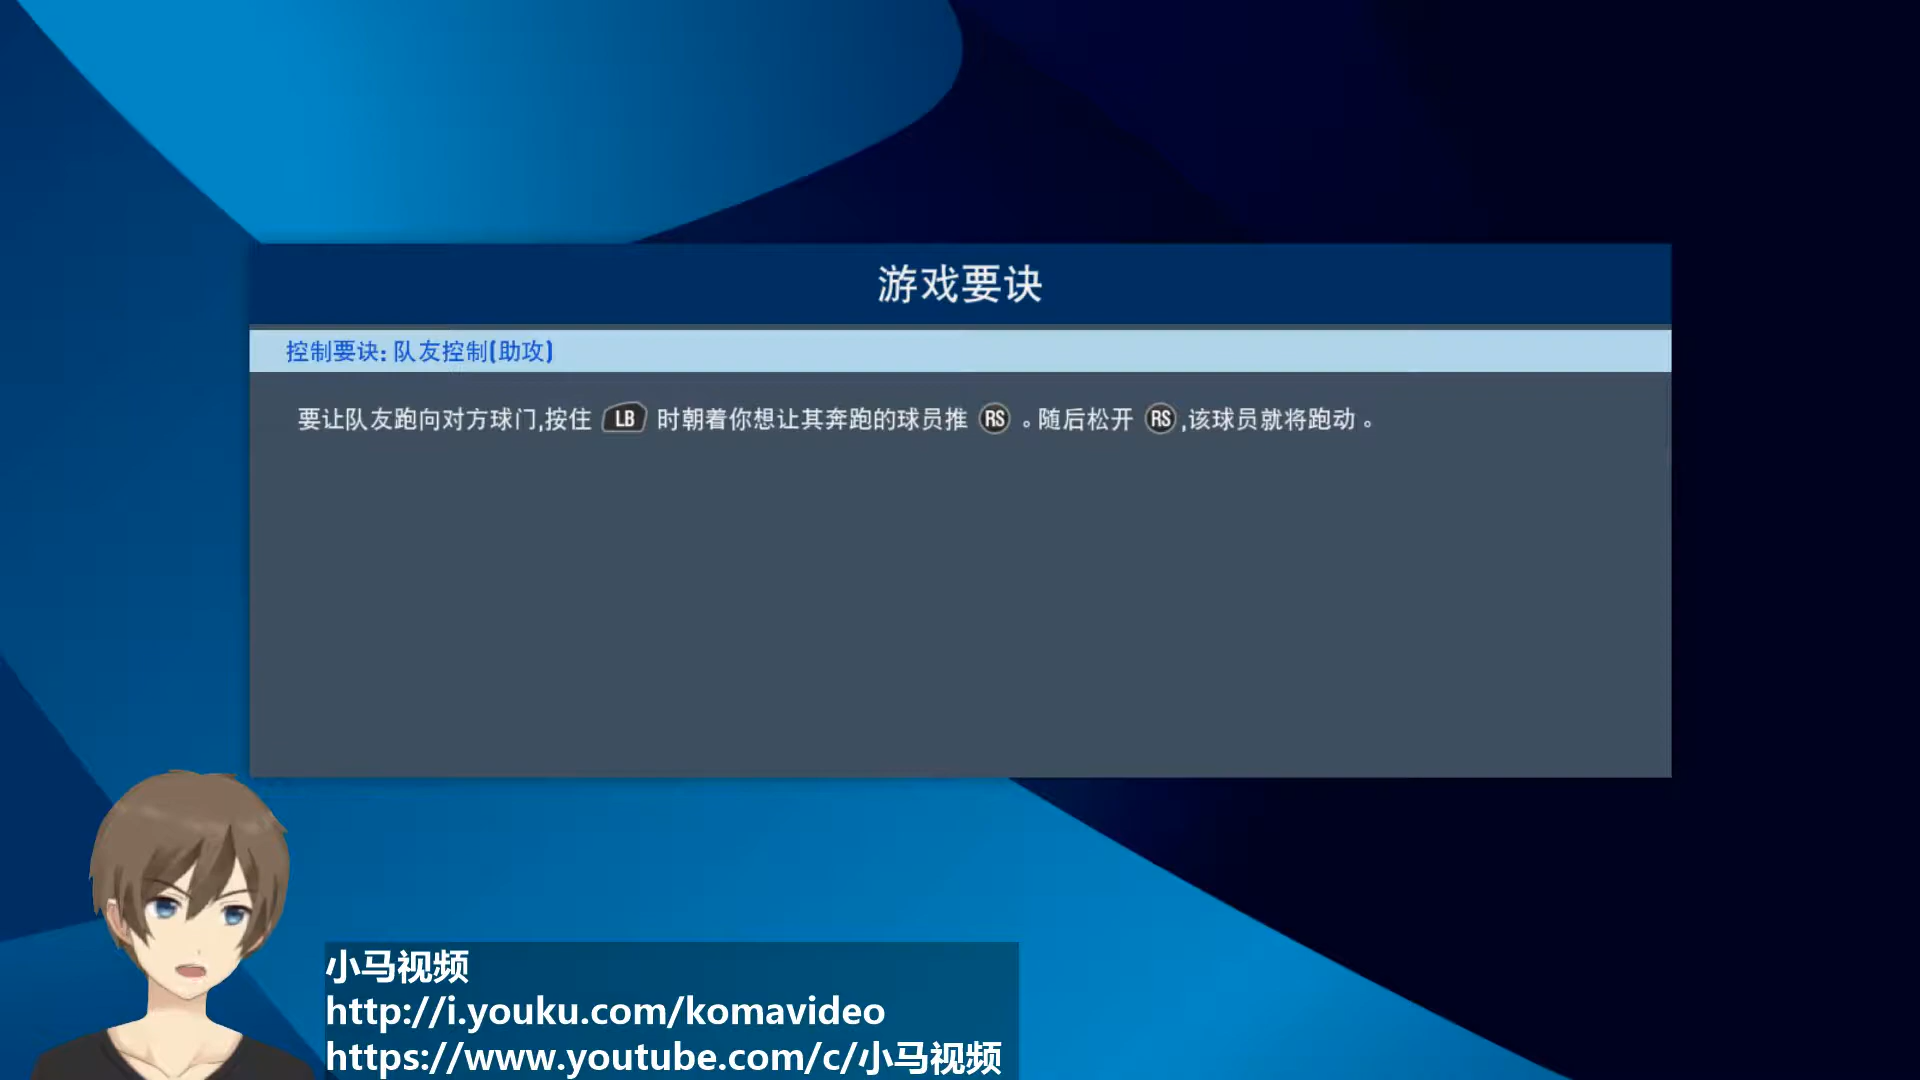 游戏要诀
控制要诀:队友控制(助攻)
要让队友跑向对方球门,按住 LB 时朝着你想让其奔跑的球员推 RS 。随后松开 RS ,该球员就将跑动。
小马视频
http://i.youku.com/komavideo
https://www.youtube.com/c/小马视频